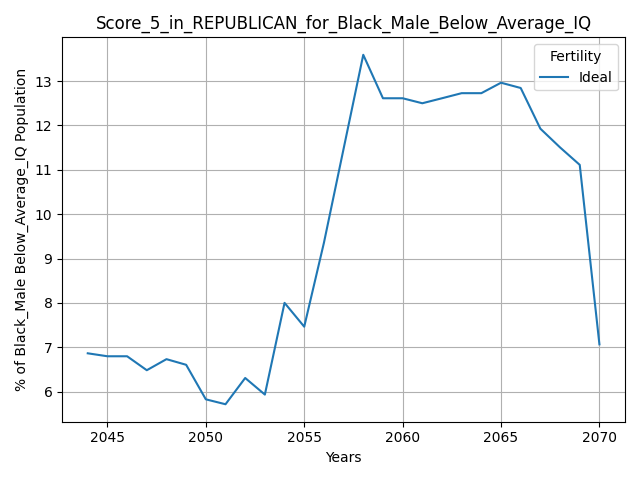 Score_5_in_REPUBLICAN_for_Black_Male_Below_Average_IQ
% of Black_Male Below_Average_IQ Population
13
12
11
10
9
8
7
6
Fertility
Ideal
2045 2050 2055 2060 2065 2070
Years